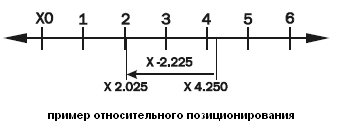 X0 1 2 3 4 5 6
X -2.225
X 2.025 X 4.250
пример относительного позиционирования